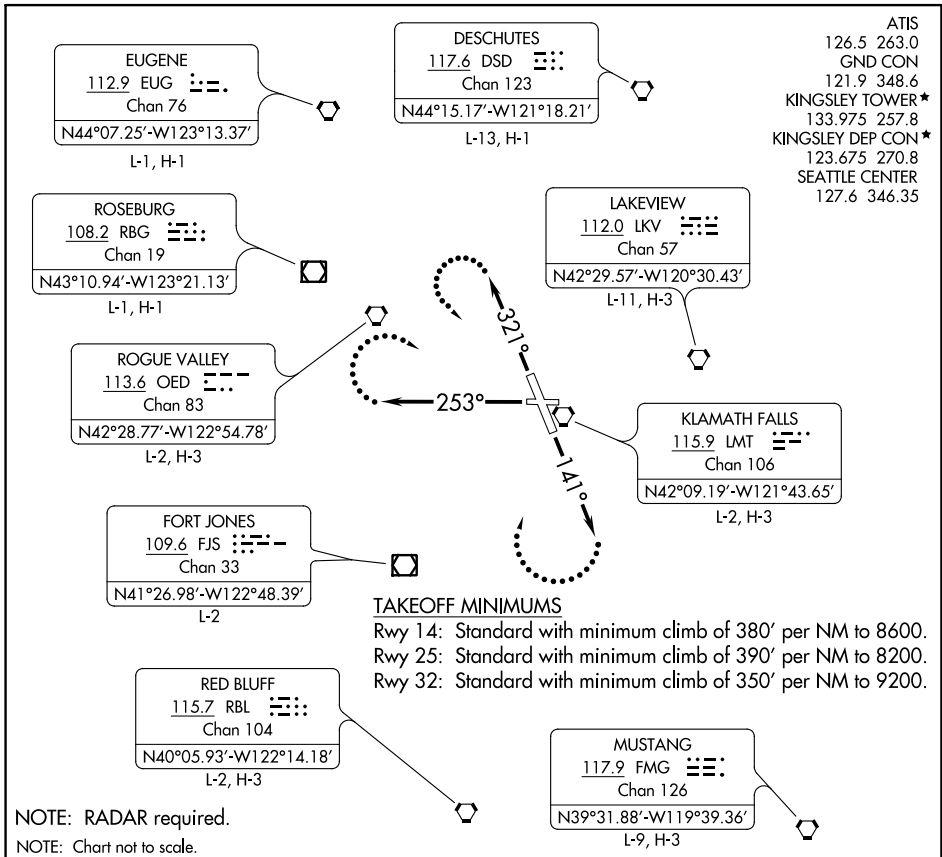 ATIS
126.5 263.0
GND CON
121.9 348.6
KINGSLEY TOWER★
133.975 257.8
KINGSLEY DEP CON★
123.675 270.8
SEATTLE CENTER
127.6 346.35
EUGENE
112.9 EUG
Chan 76
N44°07.25'-W123°13.37'
L-1, H-1
DESCHUTES
117.6 DSD
Chan 123
N44°15.17'-W121°18.21'
L-13, H-1
ROSEBURG
108.2 RBG
Chan 19
N43°10.94'-W123°21.13'
L-1, H-1
LAKEVIEW
112.0 LKV
Chan 57
N42°29.57'-W120°30.43'
L-11, H-3
ROGUE VALLEY
113.6 OED
Chan 83
N42°28.77'-W122°54.78'
L-2, H-3
321°
253°
141°
KLAMATH FALLS
115.9 LMT
Chan 106
N42°09.19'-W121°43.65'
L-2, H-3
FORT JONES
109.6 FJS
Chan 33
N41°26.98'-W122°48.39'
L-2
TAKEOFF MINIMUMS
Rwy 14: Standard with minimum climb of 380' per NM to 8600.
Rwy 25: Standard with minimum climb of 390' per NM to 8200.
Rwy 32: Standard with minimum climb of 350' per NM to 9200.
RED BLUFF
115.7 RBL
Chan 104
N40°05.93'-W122°14.18'
L-2, H-3
MUSTANG
117.9 FMG
Chan 126
N39°31.88'-W119°39.36'
L-9, H-3
NOTE: RADAR required.
NOTE: Chart not to scale.